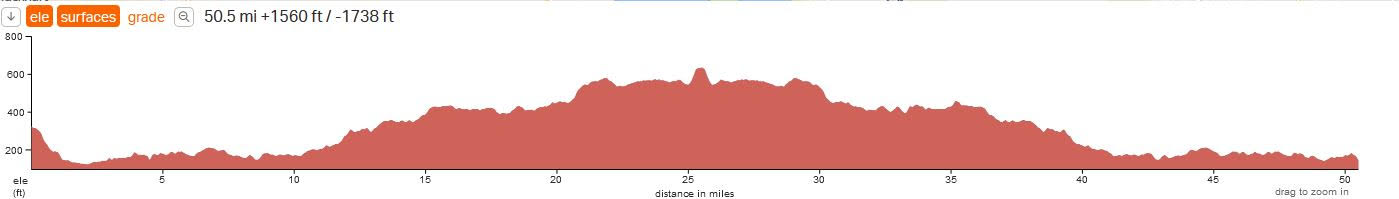 ele surfaces grade 50.5 mi +1560 ft / -1738 ft
800
600
400
200
ele
(ft)
5 10 15 20 25 30 35 40 45 50
distance in miles
drag to zoom in